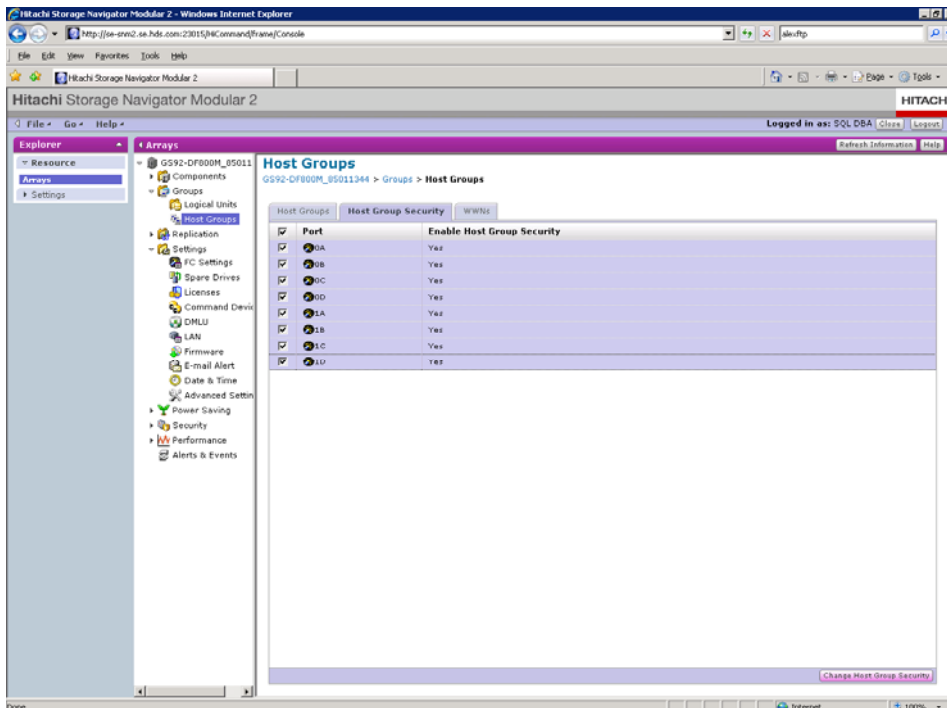 Hitachi Storage Navigator Modular 2 - Windows Internet Explorer
http://se-snm2.se.hds.com:23015/HiCommand/frame/Console
alexftp
File Edit View Favorites Tools Help
Hitachi Storage Navigator Modular 2
Page Tools
Hitachi Storage Navigator Modular 2
HITACH
File Go Help
Logged in as: SQL DBA Close Logout
Explorer
Arrays
Refresh Information Help
Resource
Arrays
Settings
GS92-DF800M_85011
Components
Groups
Logical Units
Host Groups
Replication
Settings
FC Settings
Spare Drives
Licenses
Command Devic
DMLU
LAN
Firmware
E-mail Alert
Date & Time
Advanced Settin
Power Saving
Security
Performance
Alerts & Events
Host Groups
GS92-DF800M_85011344 > Groups > Host Groups
Host Groups Host Group Security WWNs
Port Enable Host Group Security
0A Yes
0B Yes
0C Yes
0D Yes
1A Yes
1B Yes
1C Yes
1D Yes
Change Host Group Security
Done
Internet
100%